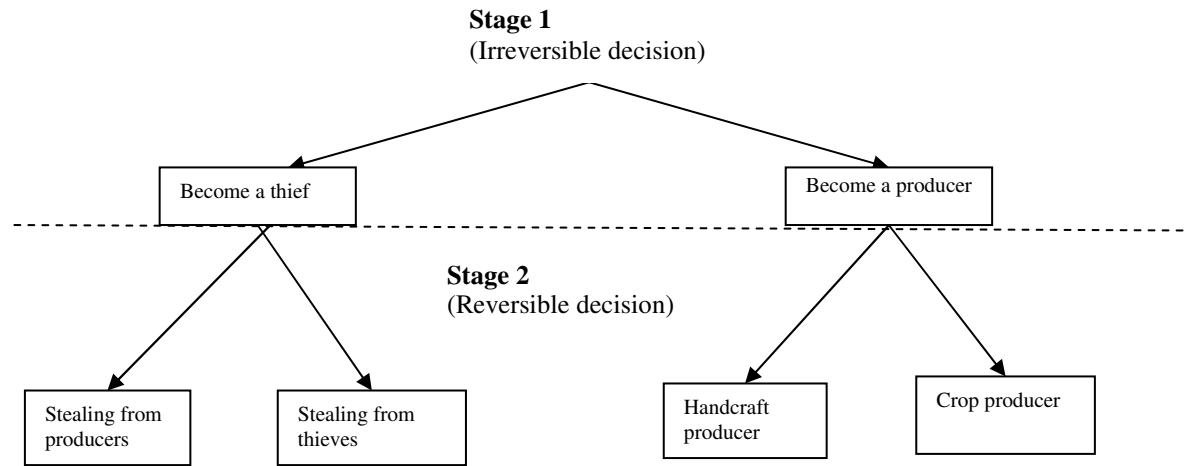 Stage 1
(Irreversible decision)
Become a thief
Become a producer
Stage 2
(Reversible decision)
Stealing from
producers
Stealing from
thieves
Handcraft
producer
Crop producer